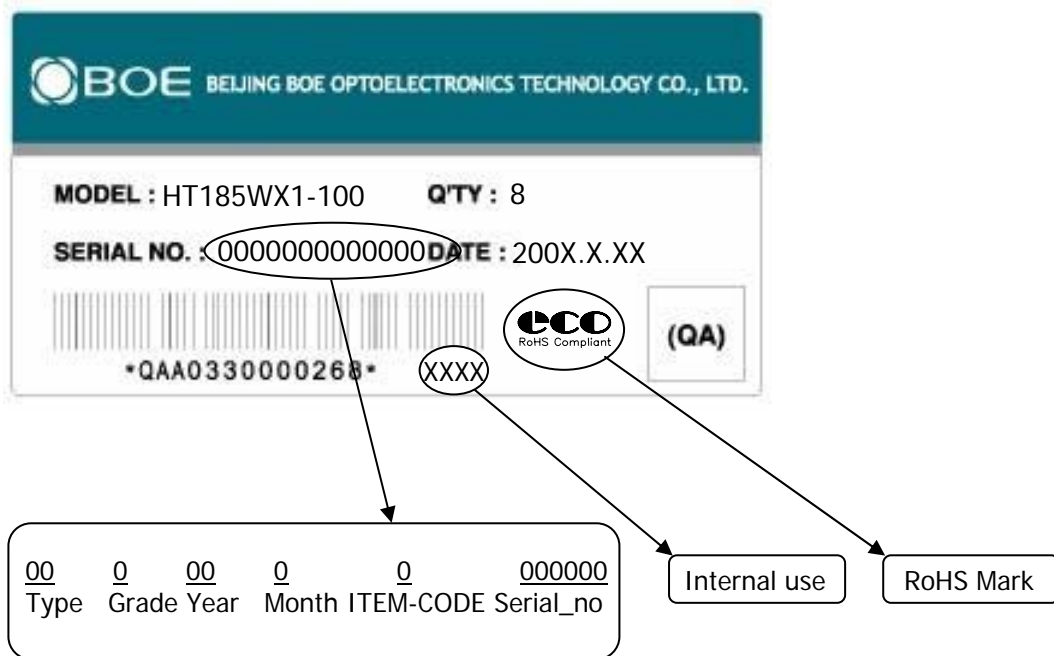 BOE BEIJING BOE OPTOELECTRONICS TECHNOLOGY CO., LTD.
MODEL : HT185WX1-100 Q'TY : 8
SERIAL NO. : 0000000000000 DATE : 200X.X.XX
eco
RoHS Compliant
(QA)
*QAA0330000268*
XXXX
00 0 00 0 0 000000
Type Grade Year Month ITEM-CODE Serial_no
Internal use
RoHS Mark